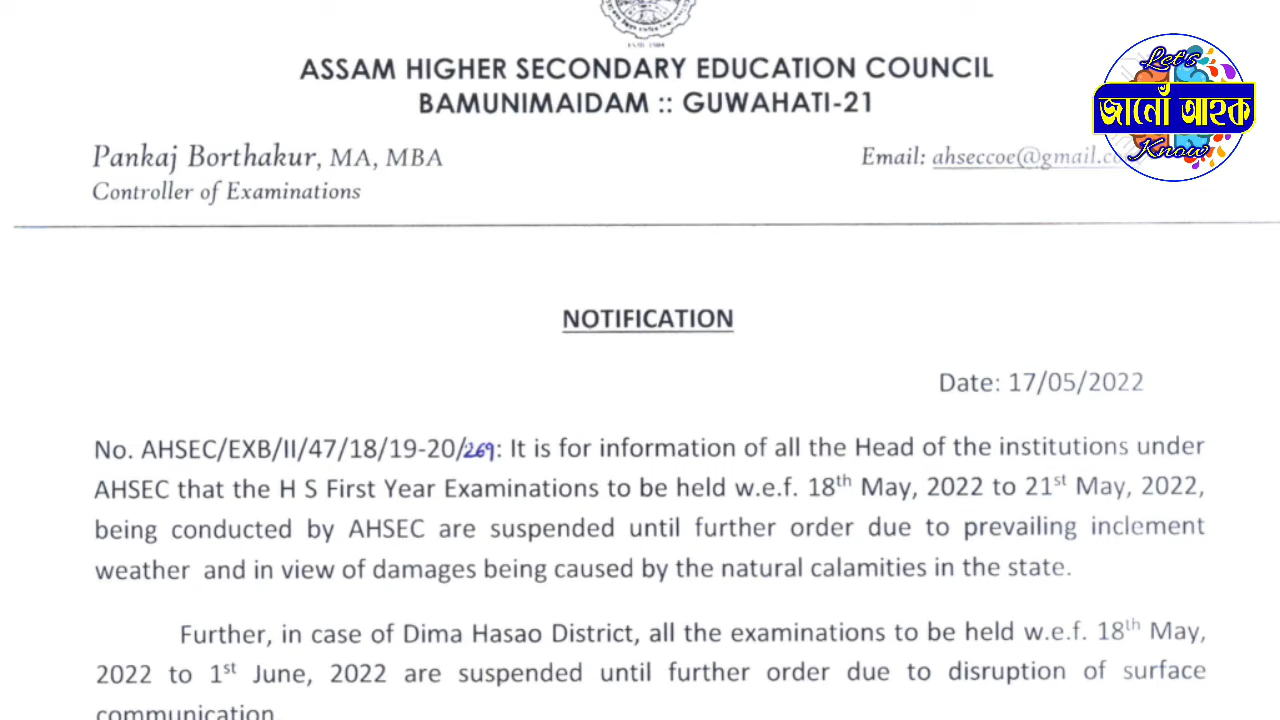 ASSAM HIGHER SECONDARY EDUCATION COUNCIL
BAMUNIMAIDAM :: GUWAHATI-21
Let's
জানোঁ আহক
Know
Pankaj Borthakur, MA, MBA
Email: ahseccoe@gmail.co
Controller of Examinations
NOTIFICATION
Date: 17/05/2022
No. AHSEC/EXB/II/47/18/19-20/269: It is for information of all the Head of the institutions under
AHSEC that the H S First Year Examinations to be held w.e.f. 18th May, 2022 to 21st May, 2022,
being conducted by AHSEC are suspended until further order due to prevailing inclement
weather and in view of damages being caused by the natural calamities in the state.
Further, in case of Dima Hasao District, all the examinations to be held w.e.f. 18th May,
2022 to 1st June, 2022 are suspended until further order due to disruption of surface
communication.